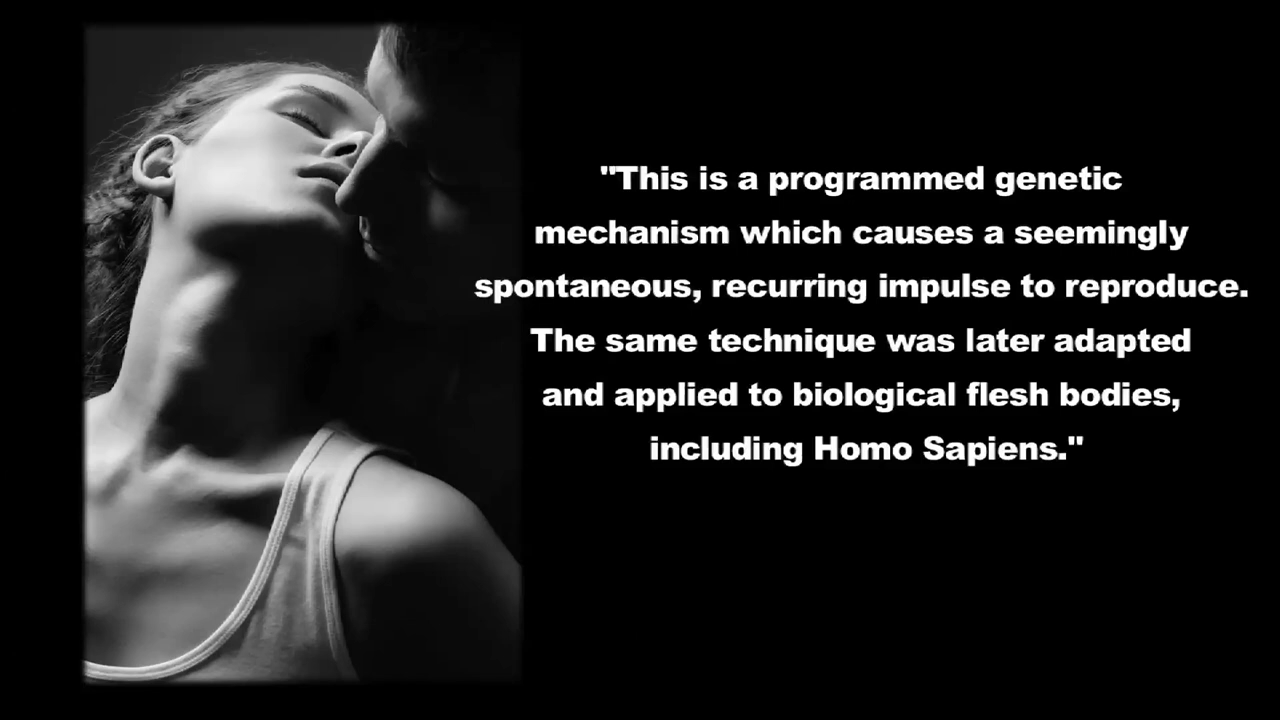 "This is a programmed genetic
mechanism which causes a seemingly
spontaneous, recurring impulse to reproduce.
The same technique was later adapted
and applied to biological flesh bodies,
including Homo Sapiens."